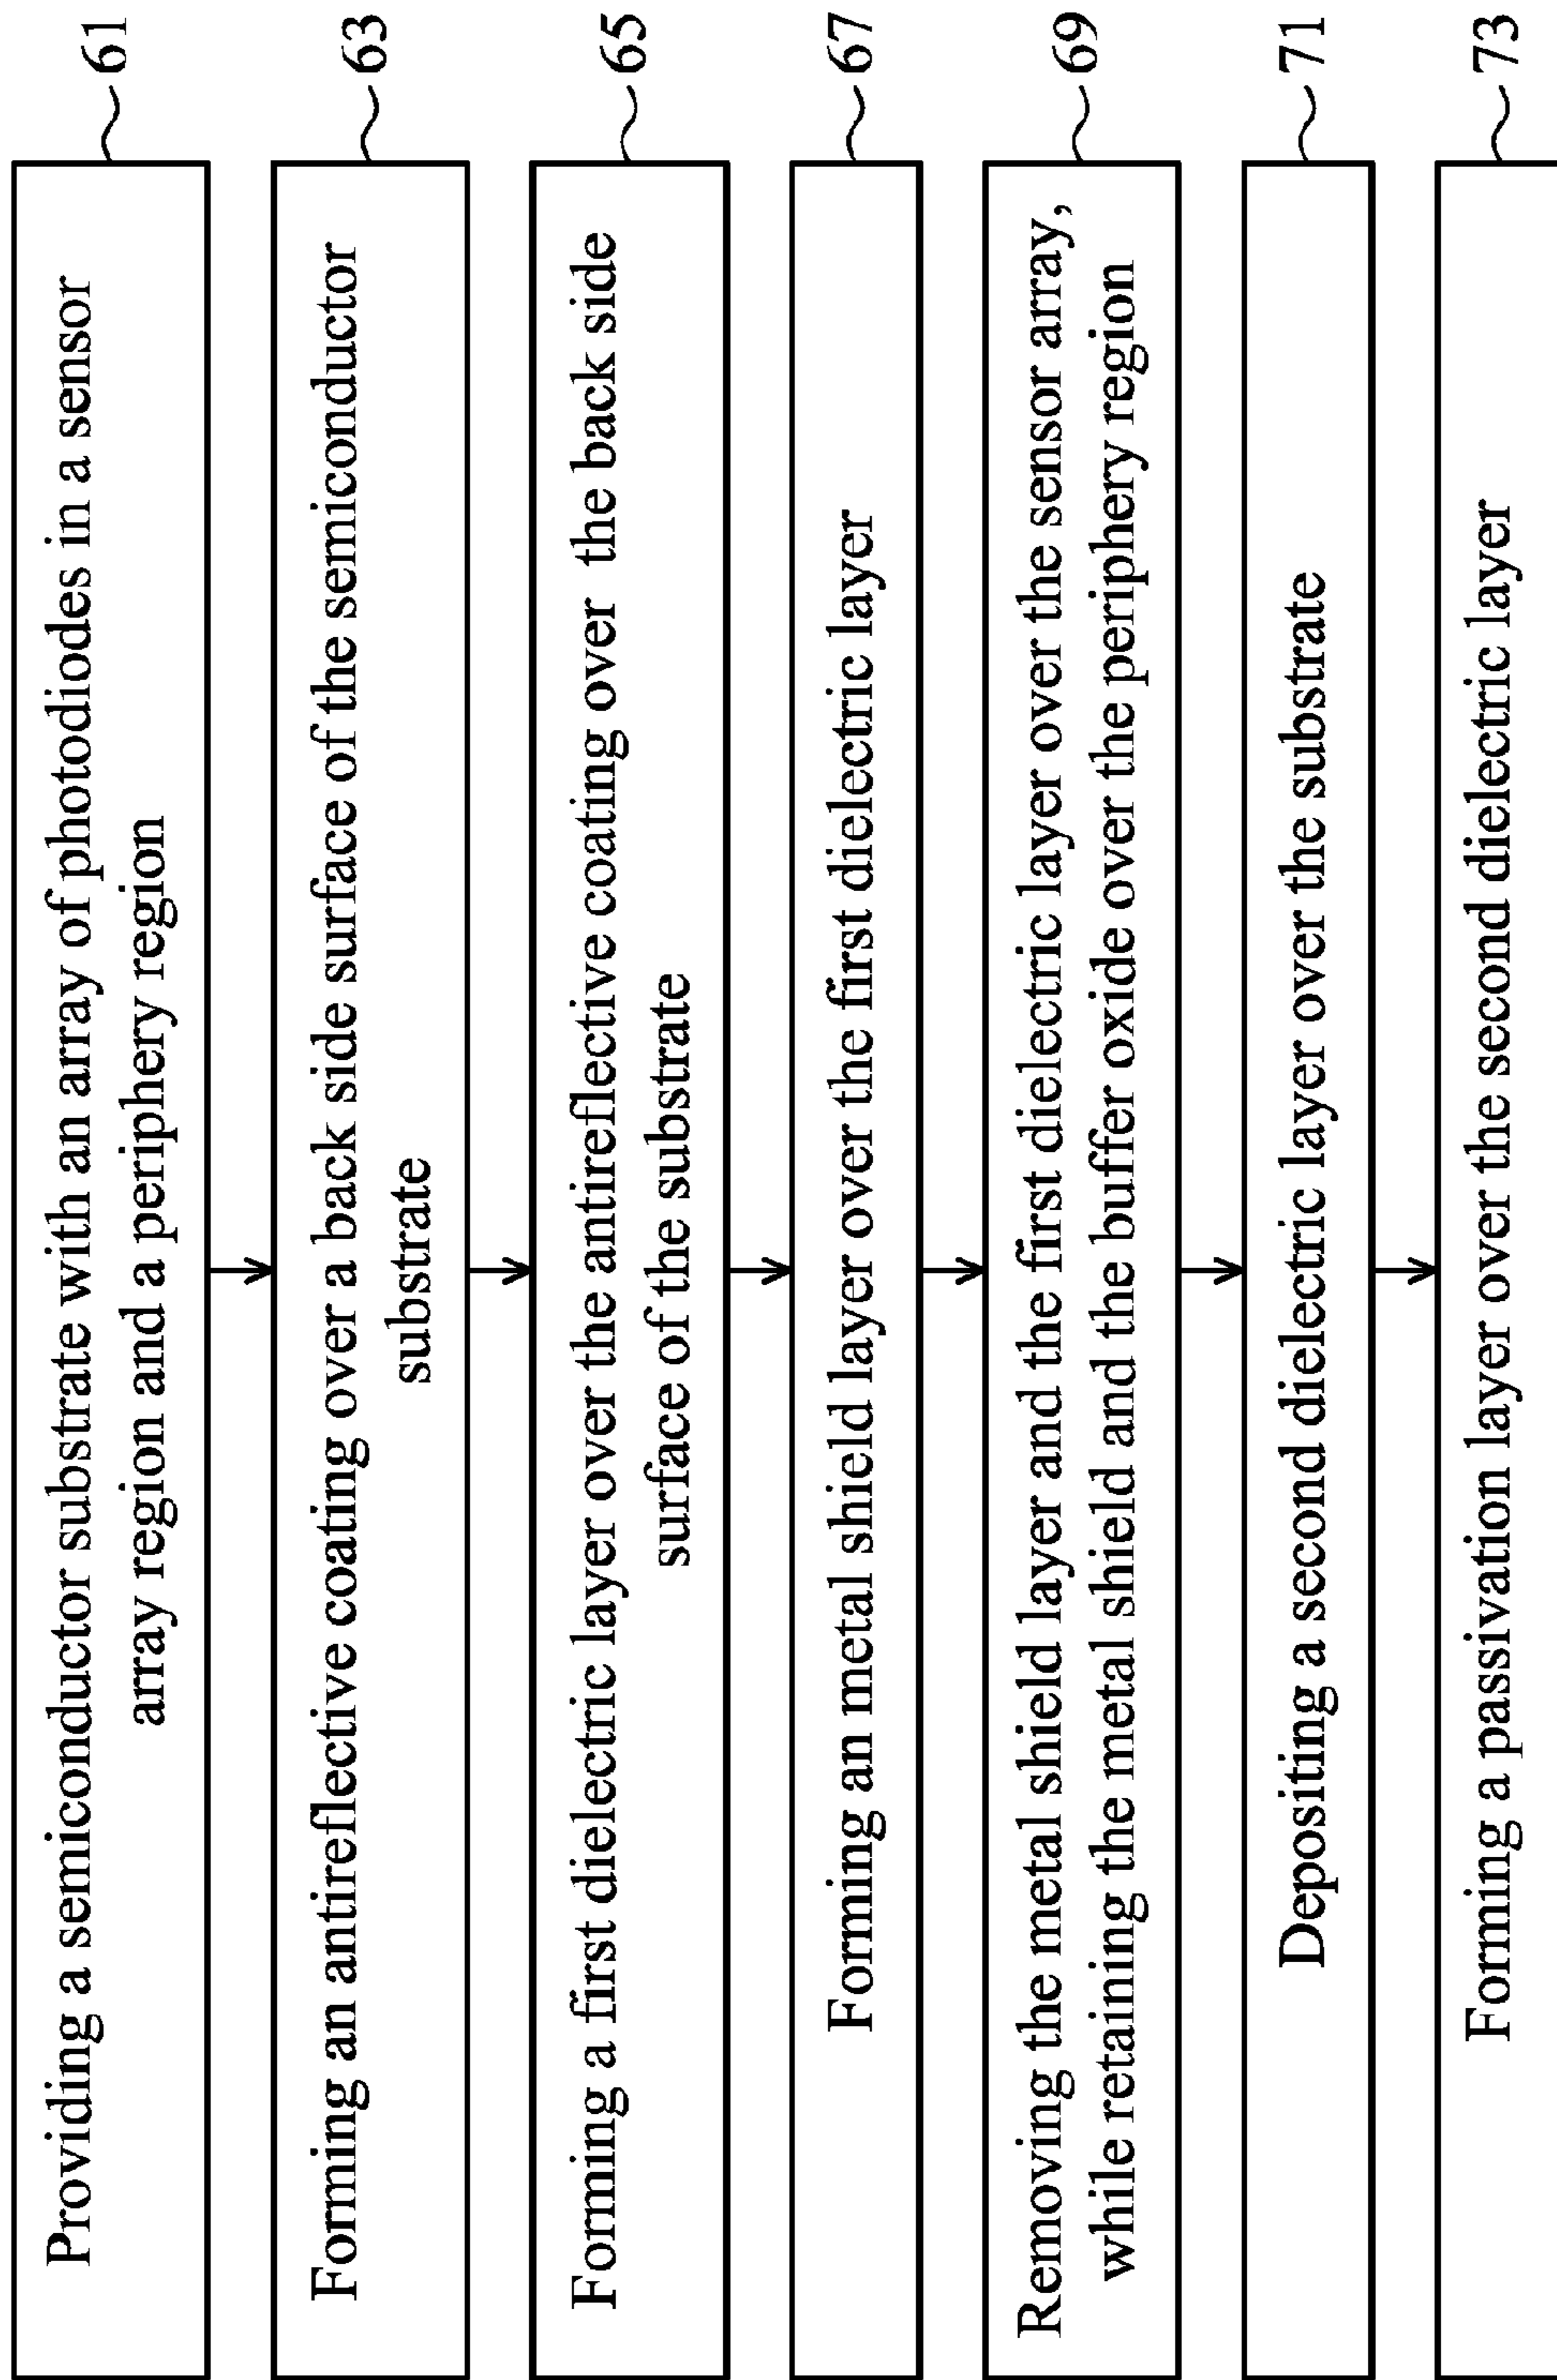 Providing a semiconductor substrate with an array of photodiodes in a sensor
array region and a periphery region
61
Forming an antireflective coating over a back side surface of the semiconductor
substrate
63
Forming a first dielectric layer over the antireflective coating over the back side
surface of the substrate
65
Forming an metal shield layer over the first dielectric layer
67
Removing the metal shield layer and the first dielectric layer over the sensor array,
while retaining the metal shield and the buffer oxide over the periphery region
69
Depositing a second dielectric layer over the substrate
71
Forming a passivation layer over the second dielectric layer
73